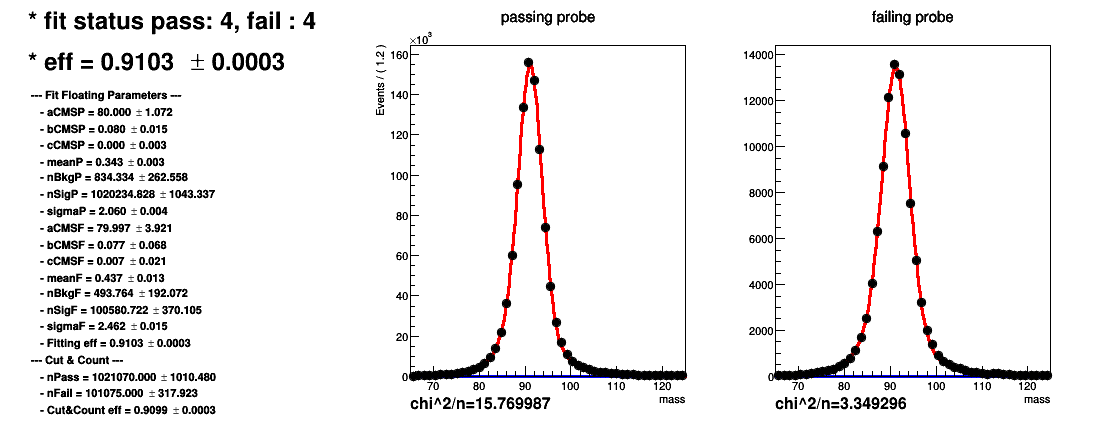 * fit status pass: 4, fail : 4
* eff = 0.9103 ± 0.0003
--- Fit Floating Parameters ---
- aCMSP = 80.000 ± 1.072
- bCMSP = 0.080 ± 0.015
- cCMSP = 0.000 ± 0.003
- meanP = 0.343 ± 0.003
- nBkgP = 834.334 ± 262.558
- nSigP = 1020234.828 ± 1043.337
- sigmaP = 2.060 ± 0.004
- aCMSF = 79.997 ± 3.921
- bCMSF = 0.077 ± 0.068
- cCMSF = 0.007 ± 0.021
- meanF = 0.437 ± 0.013
- nBkgF = 493.764 ± 192.072
- nSigF = 100580.722 ± 370.105
- sigmaF = 2.462 ± 0.015
- Fitting eff = 0.9103 ± 0.0003
--- Cut & Count ---
- nPass = 1021070.000 ± 1010.480
- nFail = 101075.000 ± 317.923
- Cut&Count eff = 0.9099 ± 0.0003
passing probe
×10³
Events / ( 1.2 )
160
140
120
100
80
60
40
20
0
70 80 90 100 110 120
mass
chi^2/n=15.769987
failing probe
14000
12000
10000
8000
6000
4000
2000
0
70 80 90 100 110 120
mass
chi^2/n=3.349296